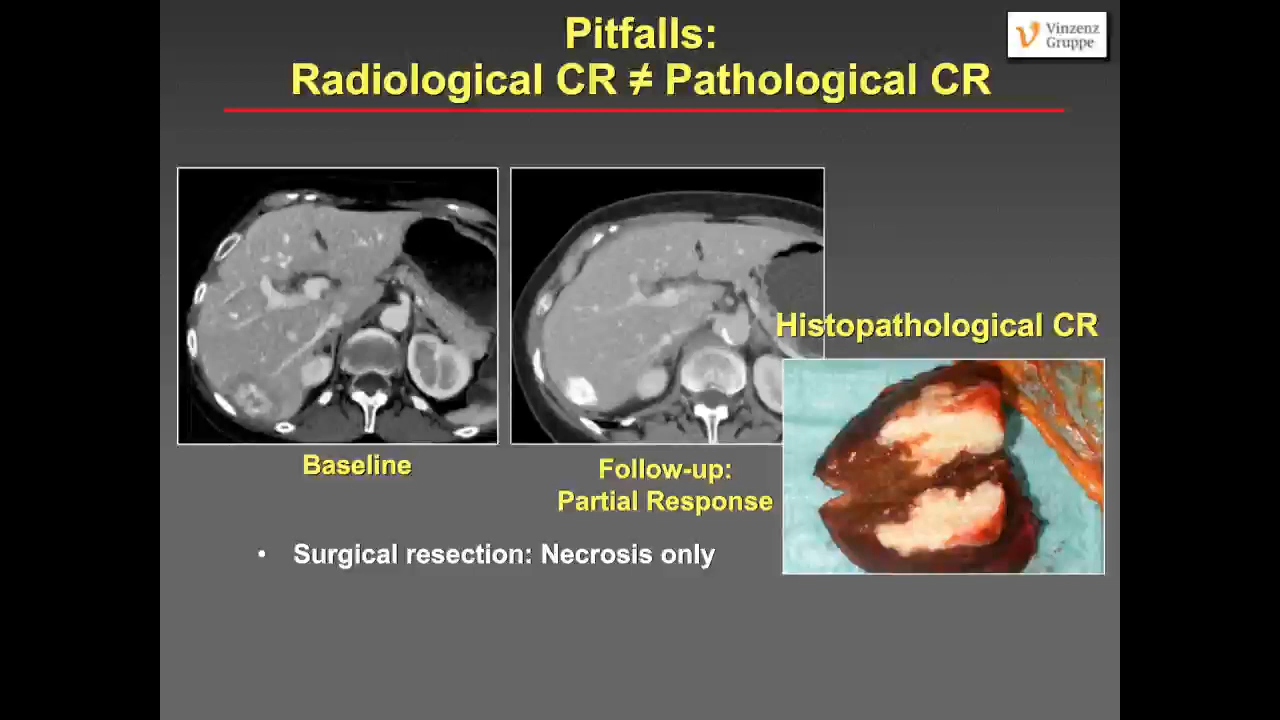 Pitfalls:
Radiological CR ≠ Pathological CR
Vinzenz
Gruppe
Histopathological CR
Baseline
Follow-up:
Partial Response
• Surgical resection: Necrosis only